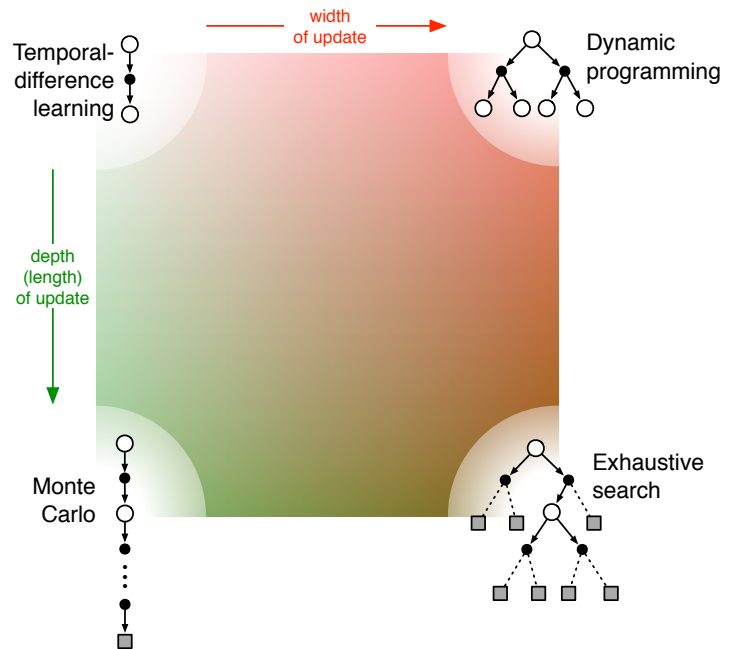 width
of update
Temporal-
difference
learning
Dynamic
programming
depth
(length)
of update
Monte
Carlo
Exhaustive
search